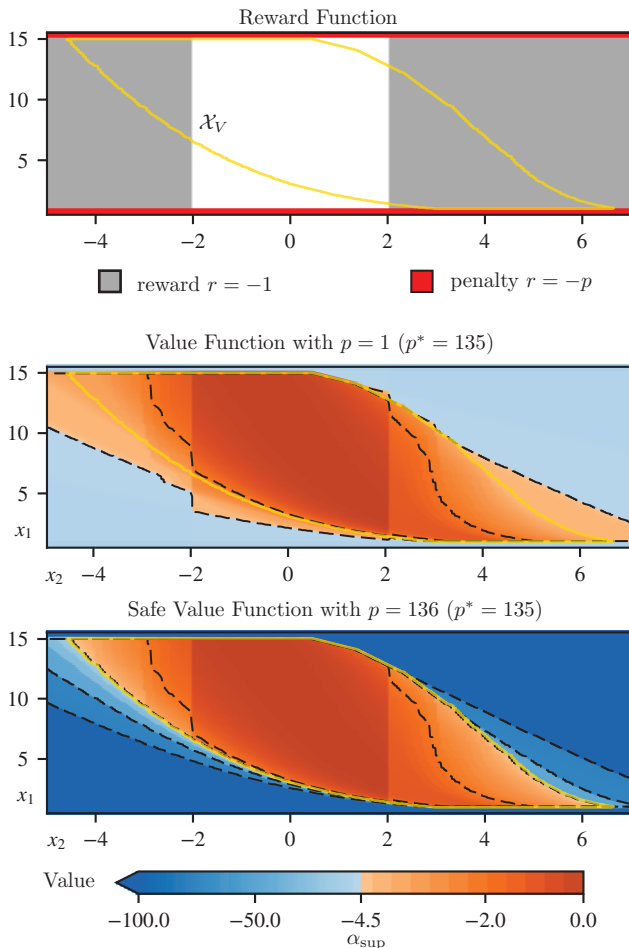 Reward Function
15
10
5
𝒳_V
−4 −2 0 2 4 6
reward r = −1 penalty r = −p
Value Function with p = 1 (p* = 135)
15
10
5
x₁
x₂ −4 −2 0 2 4 6
Safe Value Function with p = 136 (p* = 135)
15
10
5
x₁
x₂ −4 −2 0 2 4 6
Value
−100.0 −50.0 −4.5 −2.0 0.0
α_sup